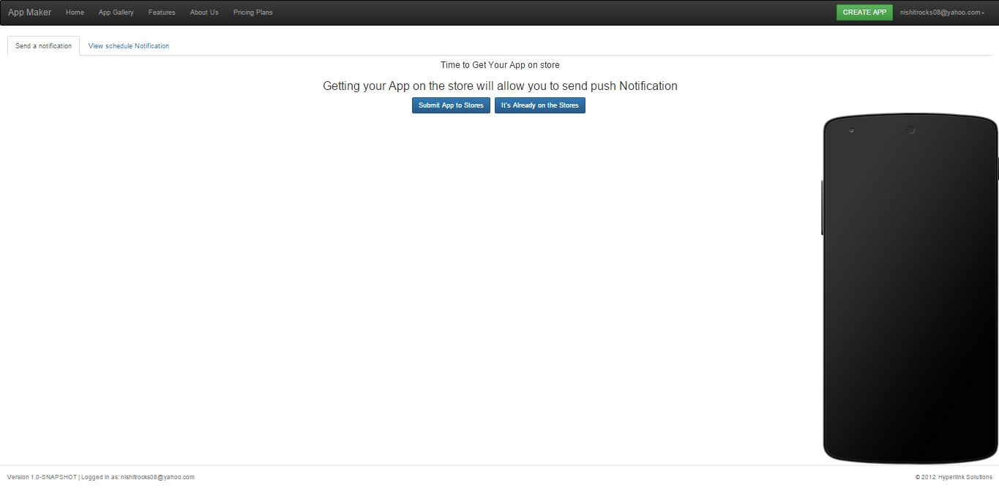 App Maker Home App Gallery Features About Us Pricing Plans CREATE APP nishitrocks08@yahoo.com
Send a notification View schedule Notification
Time to Get Your App on store
Getting your App on the store will allow you to send push Notification
Submit App to Stores It's Already on the Stores
Version 1.0-SNAPSHOT | Logged in as: nishitrocks08@yahoo.com © 2012 Hyperlink Solutions